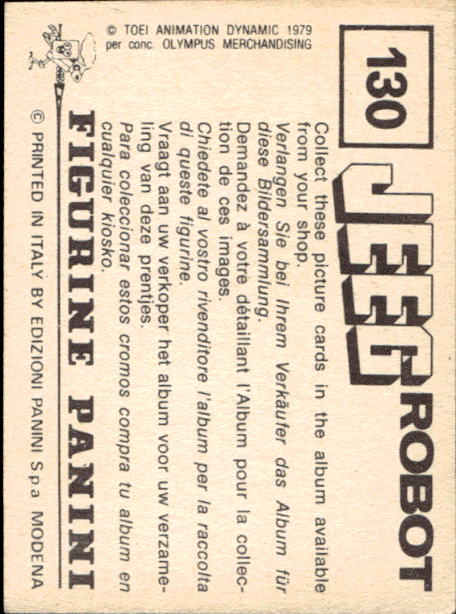 130
JEEG ROBOT
© TOEI ANIMATION DYNAMIC 1979
per conc. OLYMPUS MERCHANDISING
Collect these picture cards in the album available
from your shop.
Verlangen Sie bei Ihrem Verkäufer das Album für
diese Bildersammlung.
Demandez à votre détaillant l'Album pour la collec-
tion de ces images.
Chiedete al vostro rivenditore l'album per la raccolta
di queste figurine.
Vraagt aan uw verkoper het album voor uw verzame-
ling van deze prentjes.
Para coleccionar estos cromos compra tu album en
cualquier kiosko.
FIGURINE PANINI
© PRINTED IN ITALY BY EDIZIONI PANINI SpA MODENA